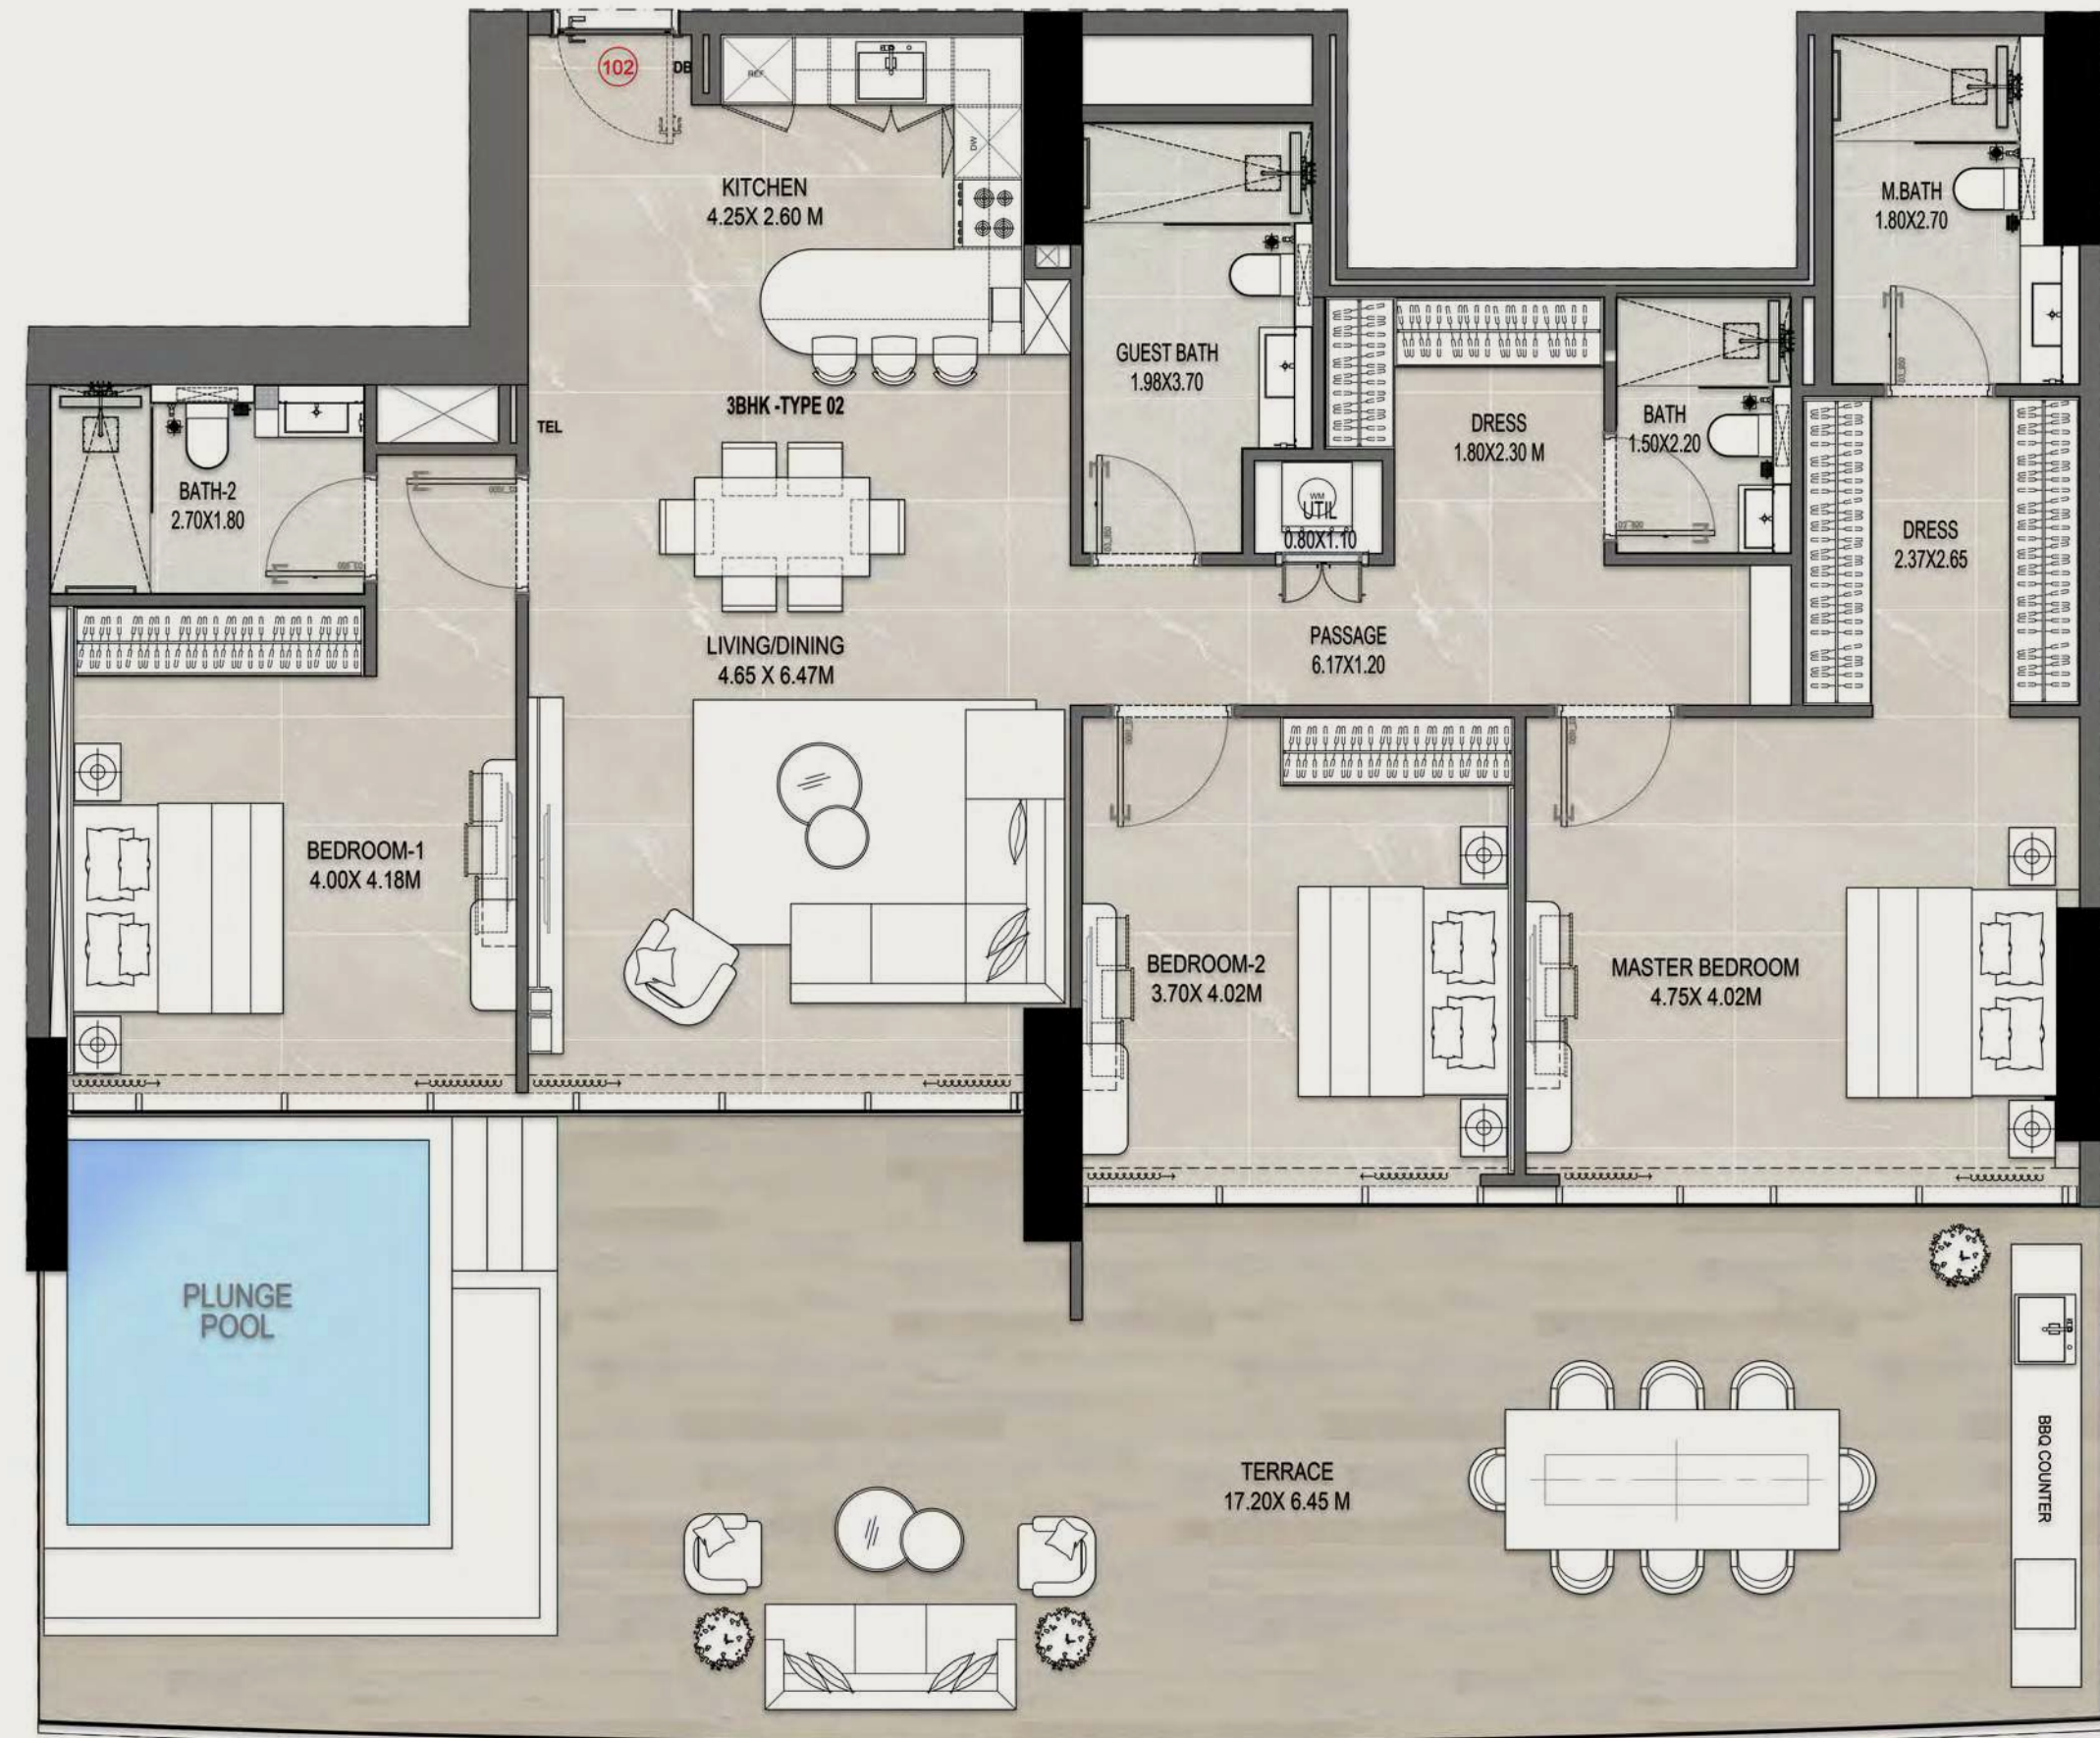 102
DB
REF
DW
KITCHEN
4.25X 2.60 M
M.BATH
1.80X2.70
GUEST BATH
1.98X3.70
3BHK -TYPE 02
TEL
DRESS
1.80X2.30 M
BATH
1.50X2.20
BATH-2
2.70X1.80
WM
UTIL
0.80X1.10
DRESS
2.37X2.65
LIVING/DINING
4.65 X 6.47M
PASSAGE
6.17X1.20
BEDROOM-1
4.00X 4.18M
BEDROOM-2
3.70X 4.02M
MASTER BEDROOM
4.75X 4.02M
PLUNGE
POOL
TERRACE
17.20X 6.45 M
BBQ COUNTER